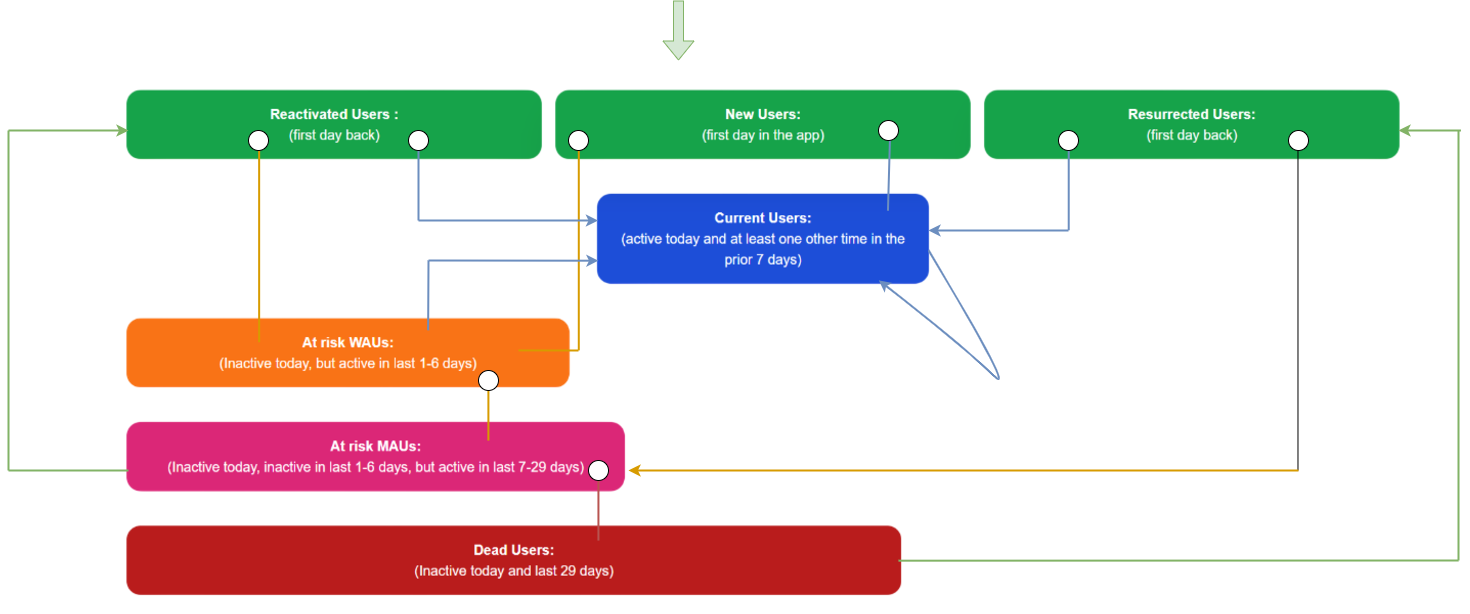 Reactivated Users :
(first day back)
New Users:
(first day in the app)
Resurrected Users:
(first day back)
Current Users:
(active today and at least one other time in the
prior 7 days)
At risk WAUs:
(Inactive today, but active in last 1-6 days)
At risk MAUs:
(Inactive today, inactive in last 1-6 days, but active in last 7-29 days)
Dead Users:
(Inactive today and last 29 days)